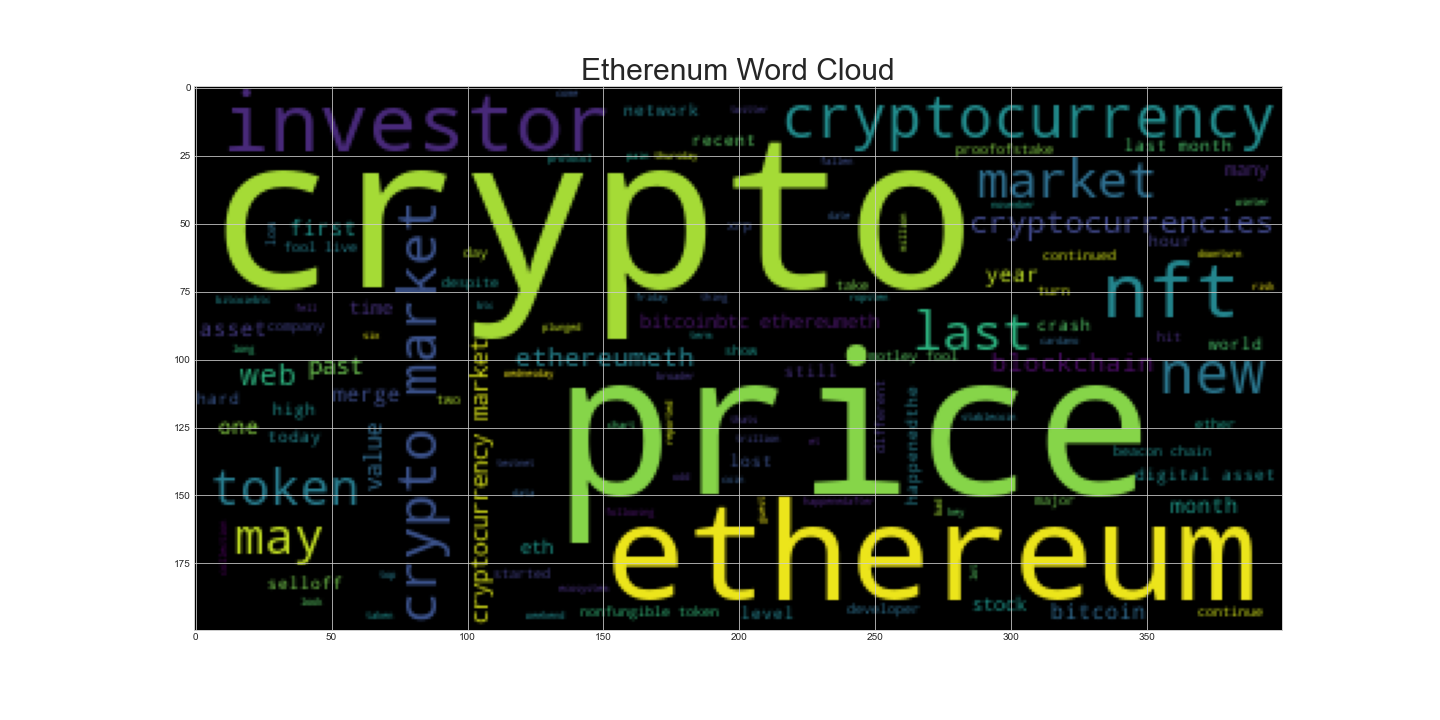 Etherenum Word Cloud
0
25
50
75
100
125
150
175
0
50
100
150
200
250
300
350
investor
network
cryptocurrency
recent
proofofstake
last month
thursday
crypto
market
many
cryptocurrencies
hour
first
fool live
day
continued
year
turn
despite
take
nft
time
asset
company
bitcoinbtc ethereumeth
last
crash
hit
world
plunged
ethereumeth
show
motley fool
blockchain
new
past
web
still
hard
merge
two
high
one
today
value
price
different
happenedthe
ether
beacon chain
digital asset
lost
token
crypto market
cryptocurrency market
major
month
may
eth
ethereum
selloff
started
nonfungible token
level
developer
stock
bitcoin
continue
xrp